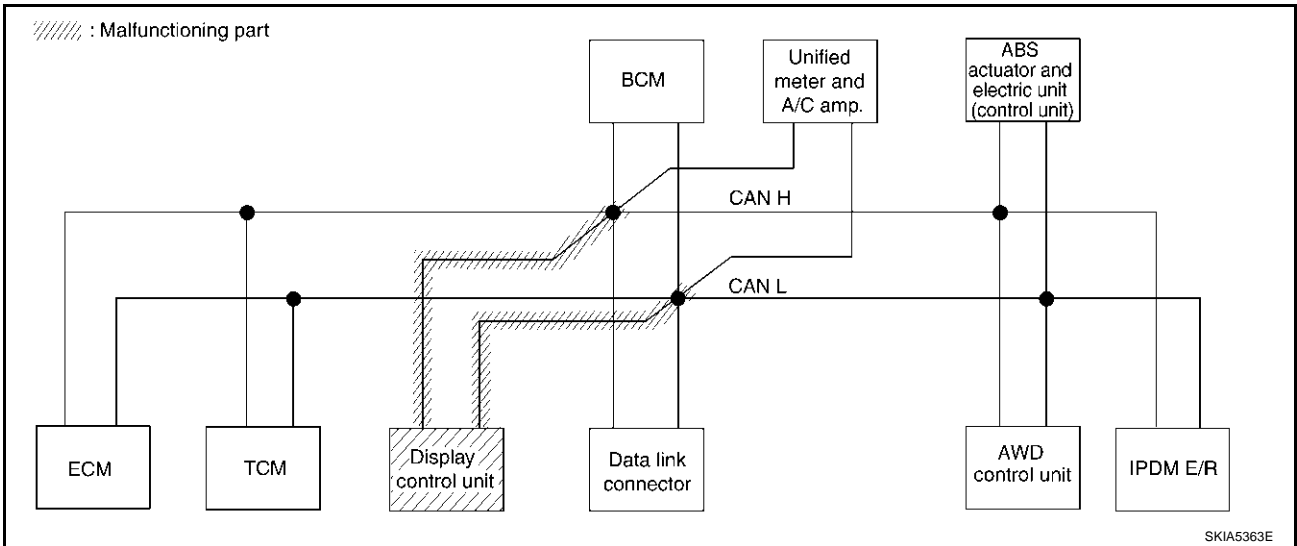 : Malfunctioning part
BCM
Unified
meter and
A/C amp.
ABS
actuator and
electric unit
(control unit)
CAN H
CAN L
ECM
TCM
Display
control unit
Data link
connector
AWD
control unit
IPDM E/R
SKIA5363E